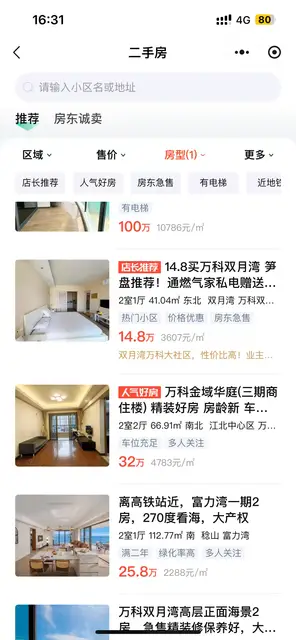 16:31
4G 80
二手房
请输入小区名或地址
推荐 房东诚卖
区域 售价 房型(1) 更多
店长推荐 人气好房 房东急售 有电梯 近地铁
有电梯
100万 10786元/㎡
店长推荐 14.8买万科双月湾 笋
盘推荐！通燃气家私电赠送...
2室1厅 41.04㎡ 东北 双月湾 万科双...
热门小区 价格优惠 房东急售
14.8万 3607元/㎡
双月湾万科大社区，性价比高！业主...
人气好房 万科金域华庭(三期商
住楼) 精装好房 房龄新 车...
2室2厅 66.91㎡ 南北 江北中心区 万...
车位充足 多人关注
32万 4783元/㎡
离高铁站近，富力湾一期2
房，270度看海，大产权
2室1厅 112.77㎡ 南 稔山 富力湾
满二年 绿化率高 多人关注
25.8万 2288元/㎡
万科双月湾高层正面海景2
房 急售精装修保养好，大...